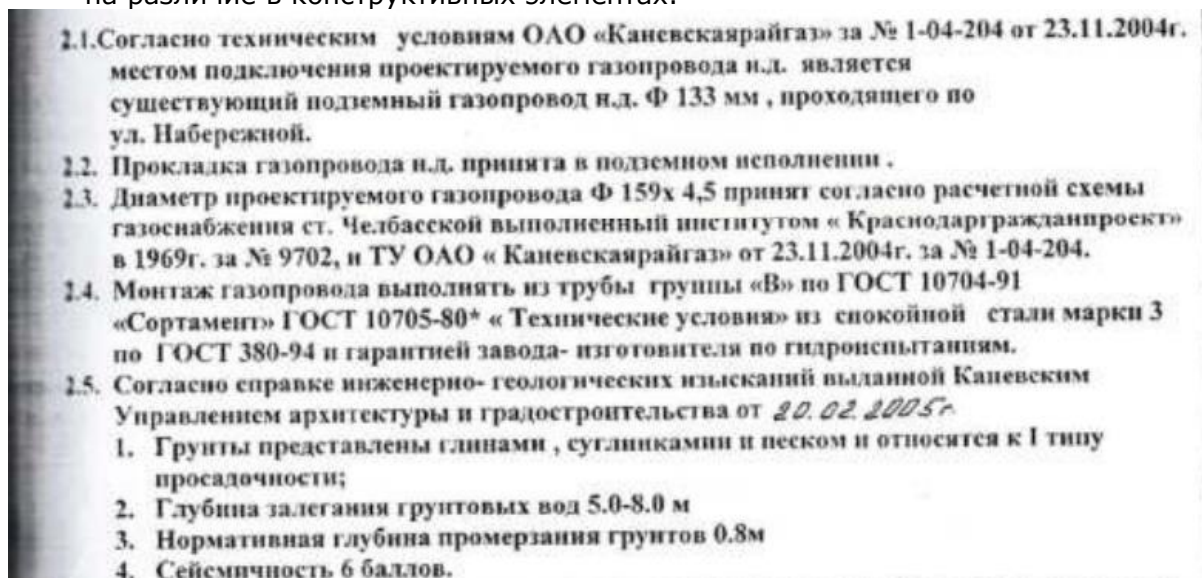 на различие в конструктивных элементах.
2.1.Согласно техническим условиям ОАО «Каневскаярайгаз» за № 1-04-204 от 23.11.2004г.
местом подключения проектируемого газопровода н.д. является
существующий подземный газопровод н.д. Ф 133 мм , проходящего по
ул. Набережной.
2.2. Прокладка газопровода н.д. принята в подземном исполнении .
2.3. Диаметр проектируемого газопровода Ф 159х 4,5 принят согласно расчетной схемы
газоснабжения ст. Челбасской выполненный институтом « Краснодаргражданпроект»
в 1969г. за № 9702, и ТУ ОАО « Каневскаярайгаз» от 23.11.2004г. за № 1-04-204.
2.4. Монтаж газопровода выполнять из трубы группы «В» по ГОСТ 10704-91
«Сортамент» ГОСТ 10705-80* « Технические условия» из спокойной стали марки 3
по ГОСТ 380-94 и гарантией завода- изготовителя по гидроиспытаниям.
2.5. Согласно справке инженерно- геологических изысканий выданной Каневским
Управлением архитектуры и градостроительства от 20.02.2005г.
1. Грунты представлены глинами , суглинкамии и песком и относятся к I типу
просадочности;
2. Глубина залегания грунтовых вод 5.0-8.0 м
3. Нормативная глубина промерзания грунтов 0.8м
4. Сейсмичность 6 баллов.